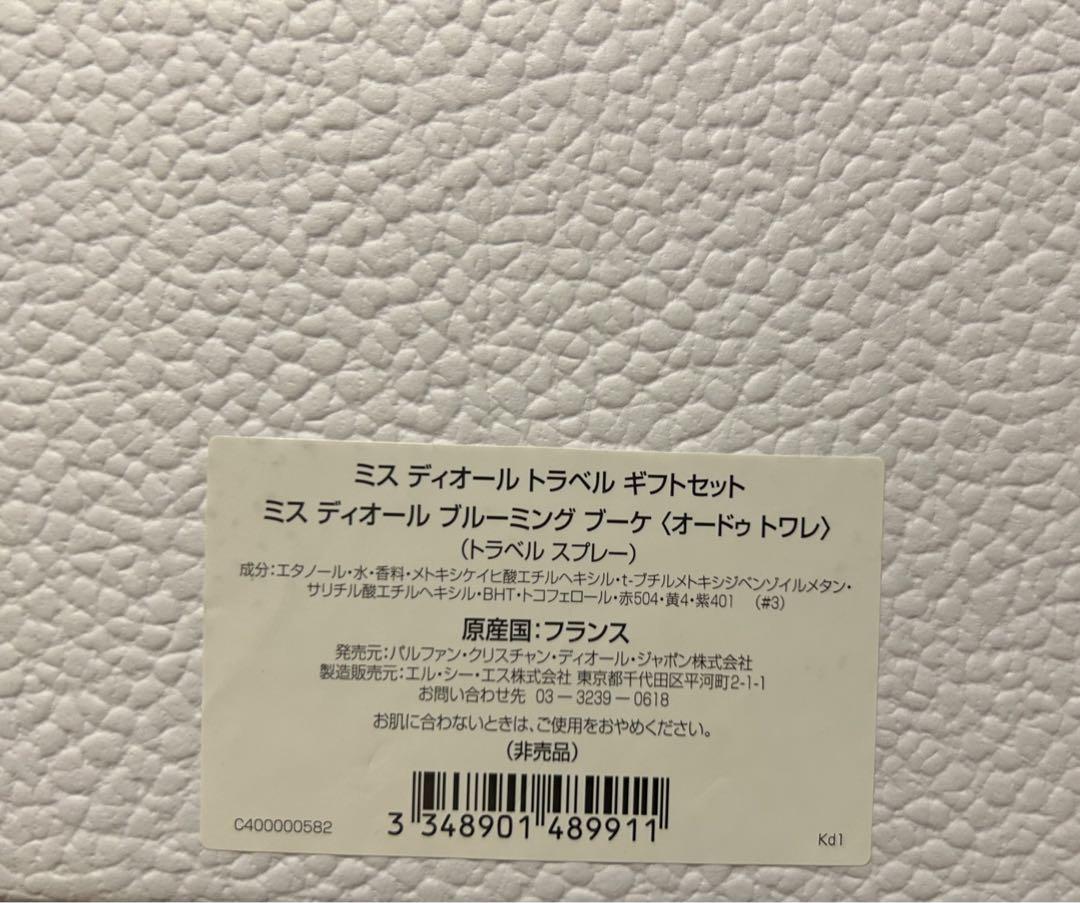 ミス ディオール トラベル ギフトセット
ミス ディオール ブルーミング ブーケ〈オードゥ トワレ〉
(トラベル スプレー)
成分:エタノール・水・香料・メトキシケイヒ酸エチルヘキシル・t-ブチルメトキシジベンゾイルメタン・
サリチル酸エチルヘキシル・BHT・トコフェロール・赤504・黄4・紫401 (#3)
原産国:フランス
発売元:パルファン・クリスチャン・ディオール・ジャポン株式会社
製造販売元:エル・シー・エス株式会社 東京都千代田区平河町2-1-1
お問い合わせ先 03-3239-0618
お肌に合わないときは、ご使用をおやめください。
(非売品)
C400000582 3 348901 489911 Kd1